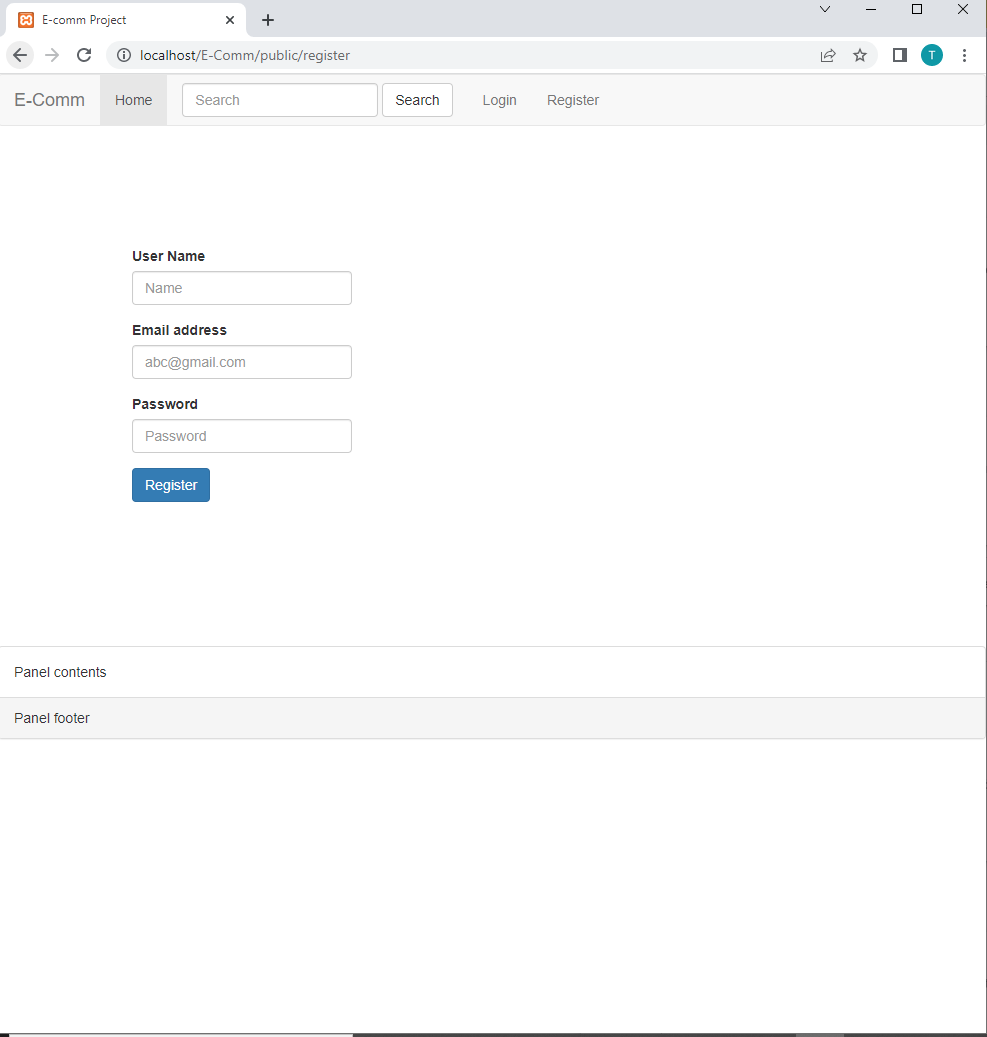 E-comm Project
localhost/E-Comm/public/register
T
E-Comm Home Search Search Login Register
User Name
Name
Email address
abc@gmail.com
Password
Password
Register
Panel contents
Panel footer